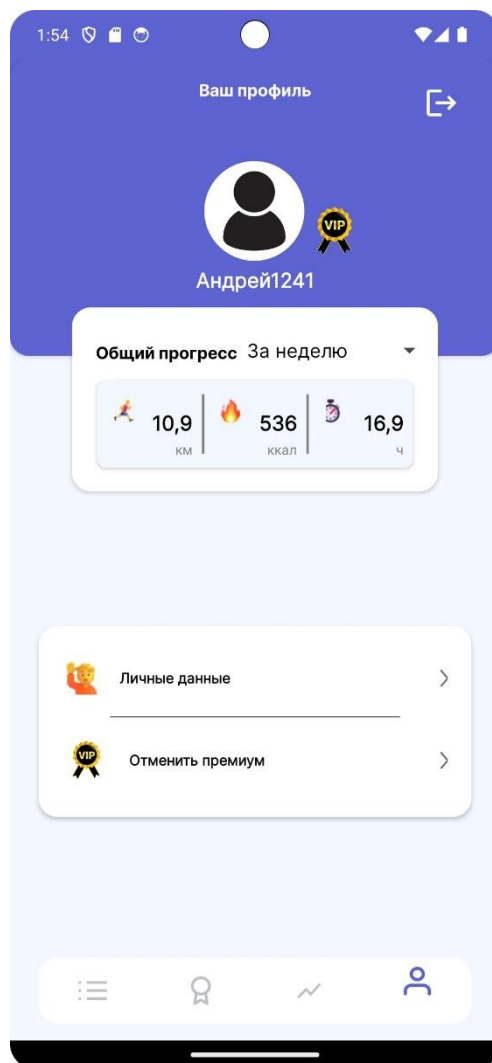 1:54
Ваш профиль
VIP
Андрей1241
Общий прогресс За неделю
10,9 536 16,9
км ккал ч
Личные данные
VIP Отменить премиум